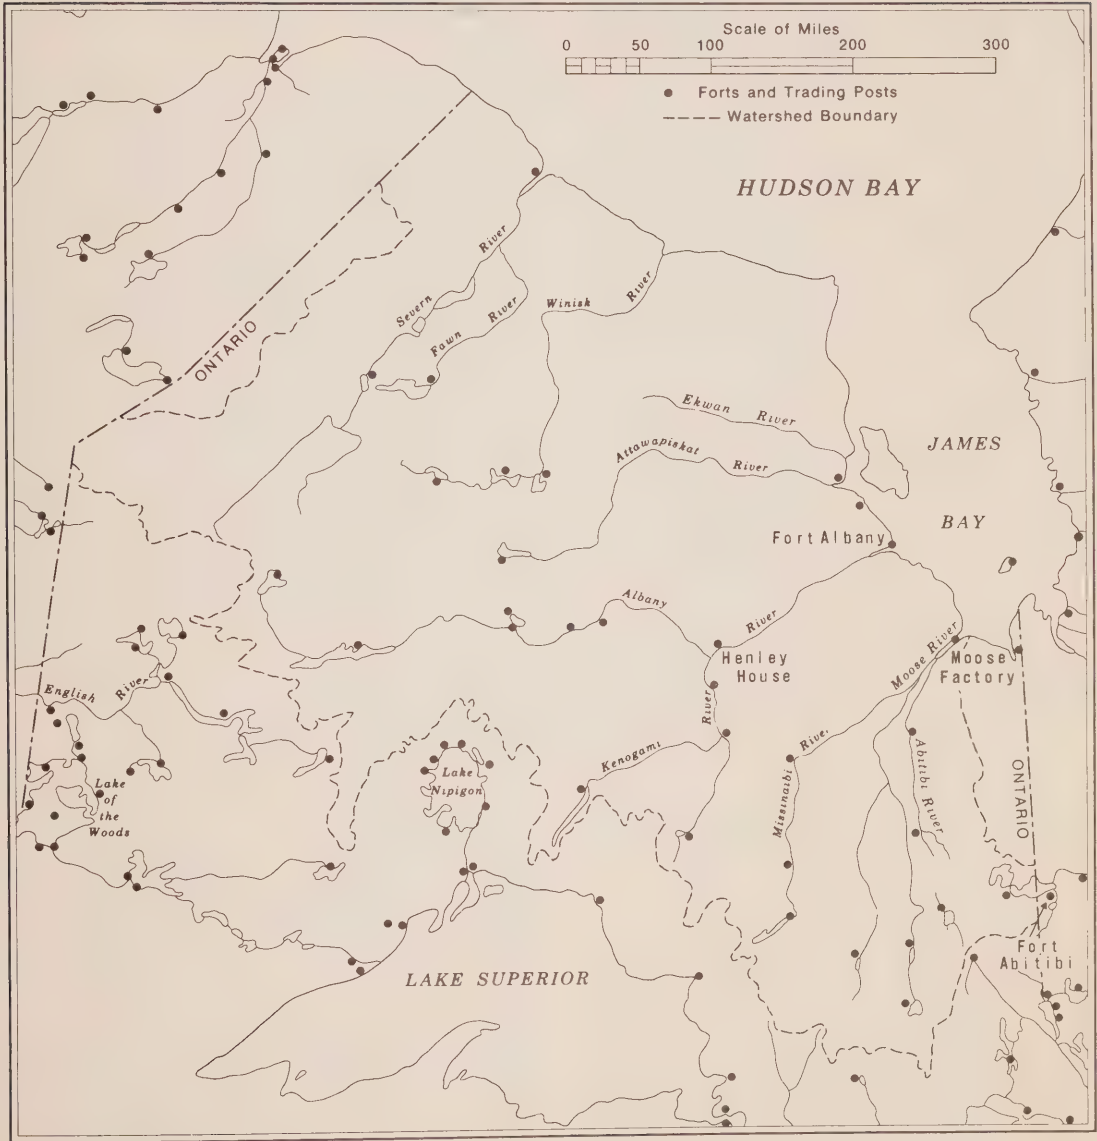 Scale of Miles
0 50 100 200 300
Forts and Trading Posts
Watershed Boundary
HUDSON BAY
River
Severn
River
Fawn
Winisk
River
ONTARIO
Ekwan River
Attawapiskat River
JAMES
BAY
Fort Albany
Albany
River
Henley
House
Moose River
Moose
Factory
English River
River
Kenogami
Lake
Nipigon
Lake
of
the
Woods
Missinaibi
River
Abitibi River
ONTARIO
Fort
Abitibi
LAKE SUPERIOR